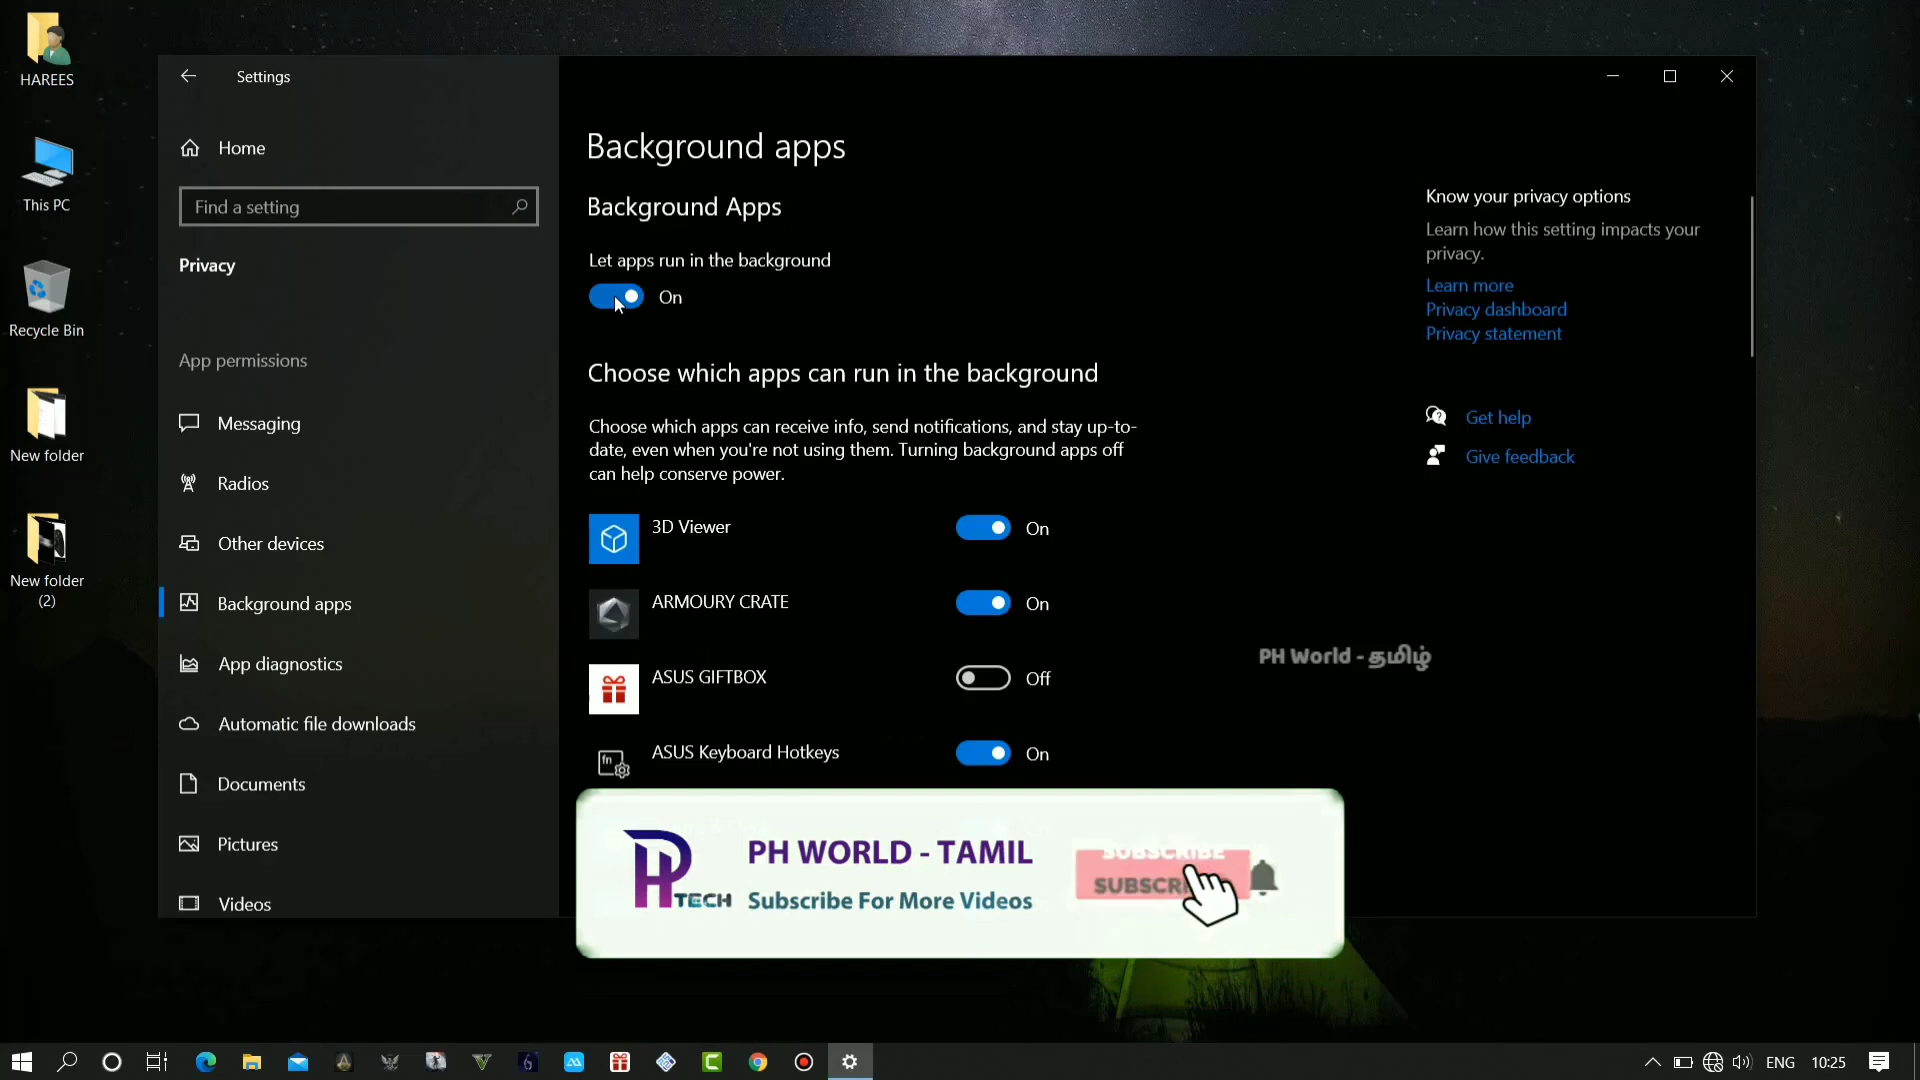 HAREES
This PC
Recycle Bin
New folder
New folder
(2)
Settings
Home
Find a setting
Privacy
App permissions
Messaging
Radios
Other devices
Background apps
App diagnostics
Automatic file downloads
Documents
Pictures
Videos
Background apps
Background Apps
Let apps run in the background
On
Choose which apps can run in the background
Choose which apps can receive info, send notifications, and stay up-to-
date, even when you're not using them. Turning background apps off
can help conserve power.
3D Viewer On
ARMOURY CRATE On
ASUS GIFTBOX Off
fn ASUS Keyboard Hotkeys On
Know your privacy options
Learn how this setting impacts your
privacy.
Learn more
Privacy dashboard
Privacy statement
Get help
Give feedback
PH World - தமிழ்
PH TECH
PH WORLD - TAMIL
Subscribe For More Videos
SUBSCRIBE
ENG 10:25